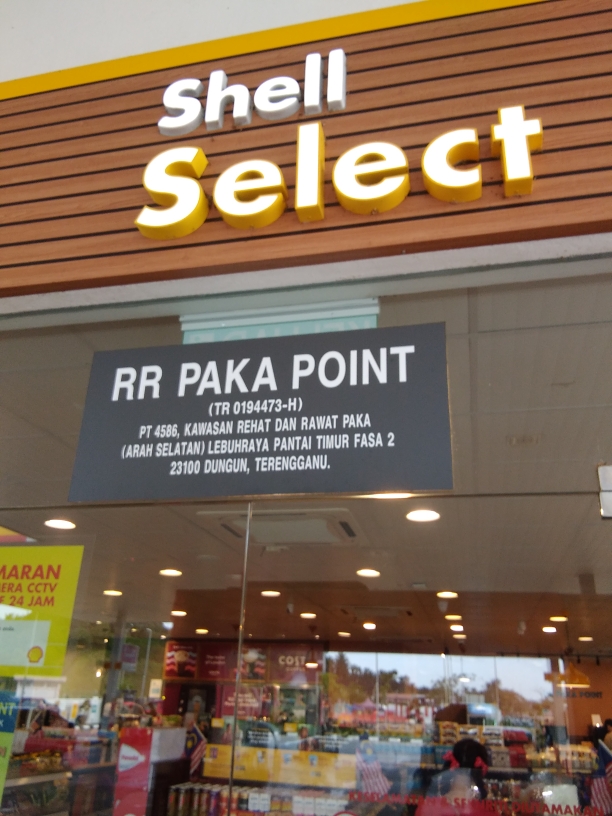 Shell
Select
RR PAKA POINT
(TR 0194473-H)
PT 4586, KAWASAN REHAT DAN RAWAT PAKA
(ARAH SELATAN) LEBUHRAYA PANTAI TIMUR FASA 2
23100 DUNGUN, TERENGGANU.
MARAN
ERA CCTV
24 JAM
COSTA